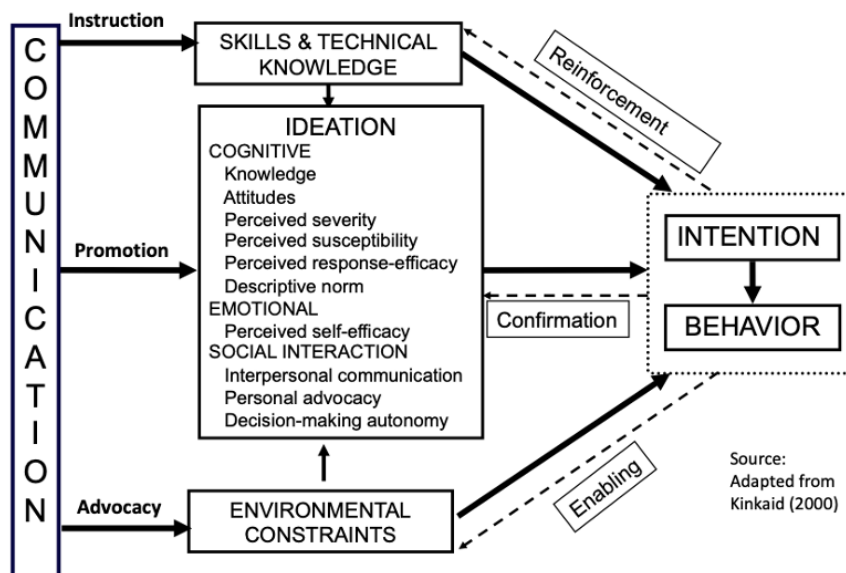 COMMUNICATION
Instruction
SKILLS & TECHNICAL
KNOWLEDGE
Reinforcement
IDEATION
COGNITIVE
Knowledge
Attitudes
Perceived severity
Perceived susceptibility
Perceived response-efficacy
Descriptive norm
EMOTIONAL
Perceived self-efficacy
SOCIAL INTERACTION
Interpersonal communication
Personal advocacy
Decision-making autonomy
Promotion
Confirmation
INTENTION
BEHAVIOR
Advocacy
ENVIRONMENTAL
CONSTRAINTS
Enabling
Source:
Adapted from
Kinkaid (2000)